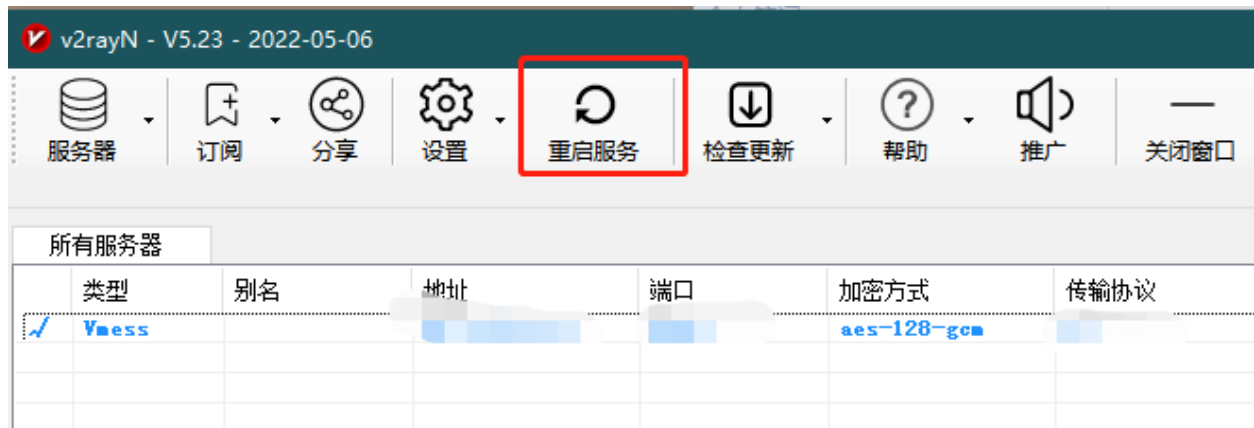 v2rayN - V5.23 - 2022-05-06
服务器 订阅 分享 设置 重启服务 检查更新 帮助 推广 关闭窗口
所有服务器
类型 别名 地址 端口 加密方式 传输协议
Vmess aes-128-gcm